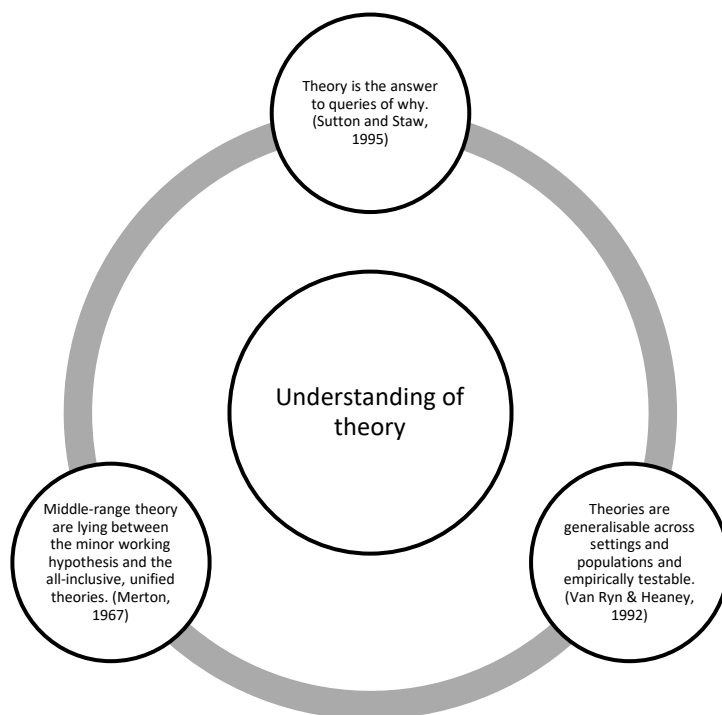 Theory is the answer
to queries of why.
(Sutton and Staw,
1995)
Understanding of
theory
Middle-range theory
are lying between
the minor working
hypothesis and the
all-inclusive, unified
theories. (Merton,
1967)
Theories are
generalisable across
settings and
populations and
empirically testable.
(Van Ryn & Heaney,
1992)